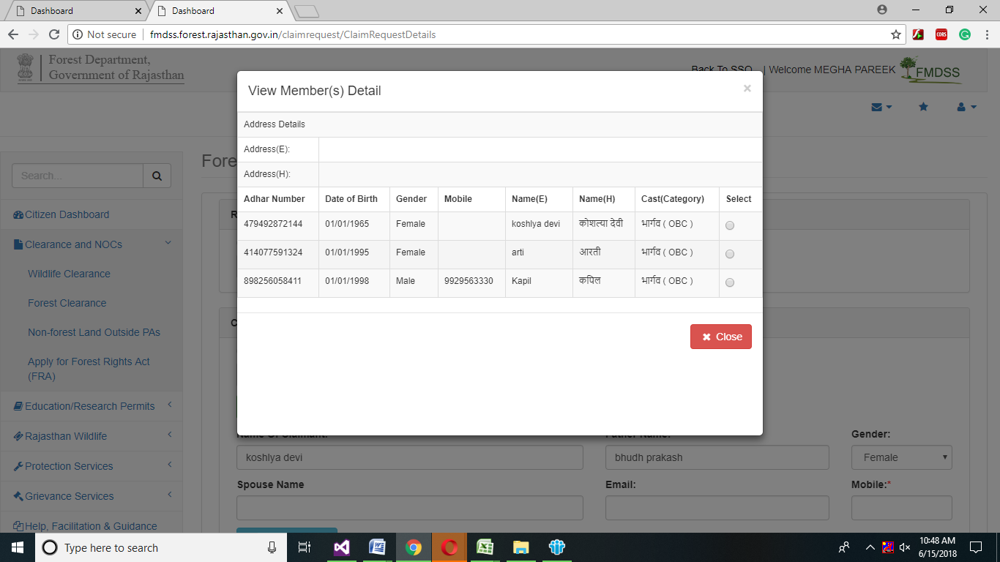 Dashboard
Dashboard
Not secure | fmdss.forest.rajasthan.gov.in/claimrequest/ClaimRequestDetails
CORS
Forest Department,
Government of Rajasthan
Back To SSO | Welcome MEGHA PAREEK
FMDSS
View Member(s) Detail
×
Address Details
Address(E):
Address(H):
Adhar Number Date of Birth Gender Mobile Name(E) Name(H) Cast(Category) Select
479492872144 01/01/1965 Female koshlya devi कोशल्या देवी भार्गव ( OBC )
414077591324 01/01/1995 Female arti आरती भार्गव ( OBC )
898256058411 01/01/1998 Male 9929563330 Kapil कपिल भार्गव ( OBC )
Close
Search...
Citizen Dashboard
Clearance and NOCs
Wildlife Clearance
Forest Clearance
Non-forest Land Outside PAs
Apply for Forest Rights Act
(FRA)
Education/Research Permits
Rajasthan Wildlife
Protection Services
Grievance Services
Help, Facilitation & Guidance
Fore
R
C
Name Of Claimant: Father Name: Gender:
koshlya devi bhudh prakash Female
Spouse Name Email: Mobile:*
Type here to search
10:48 AM
6/15/2018